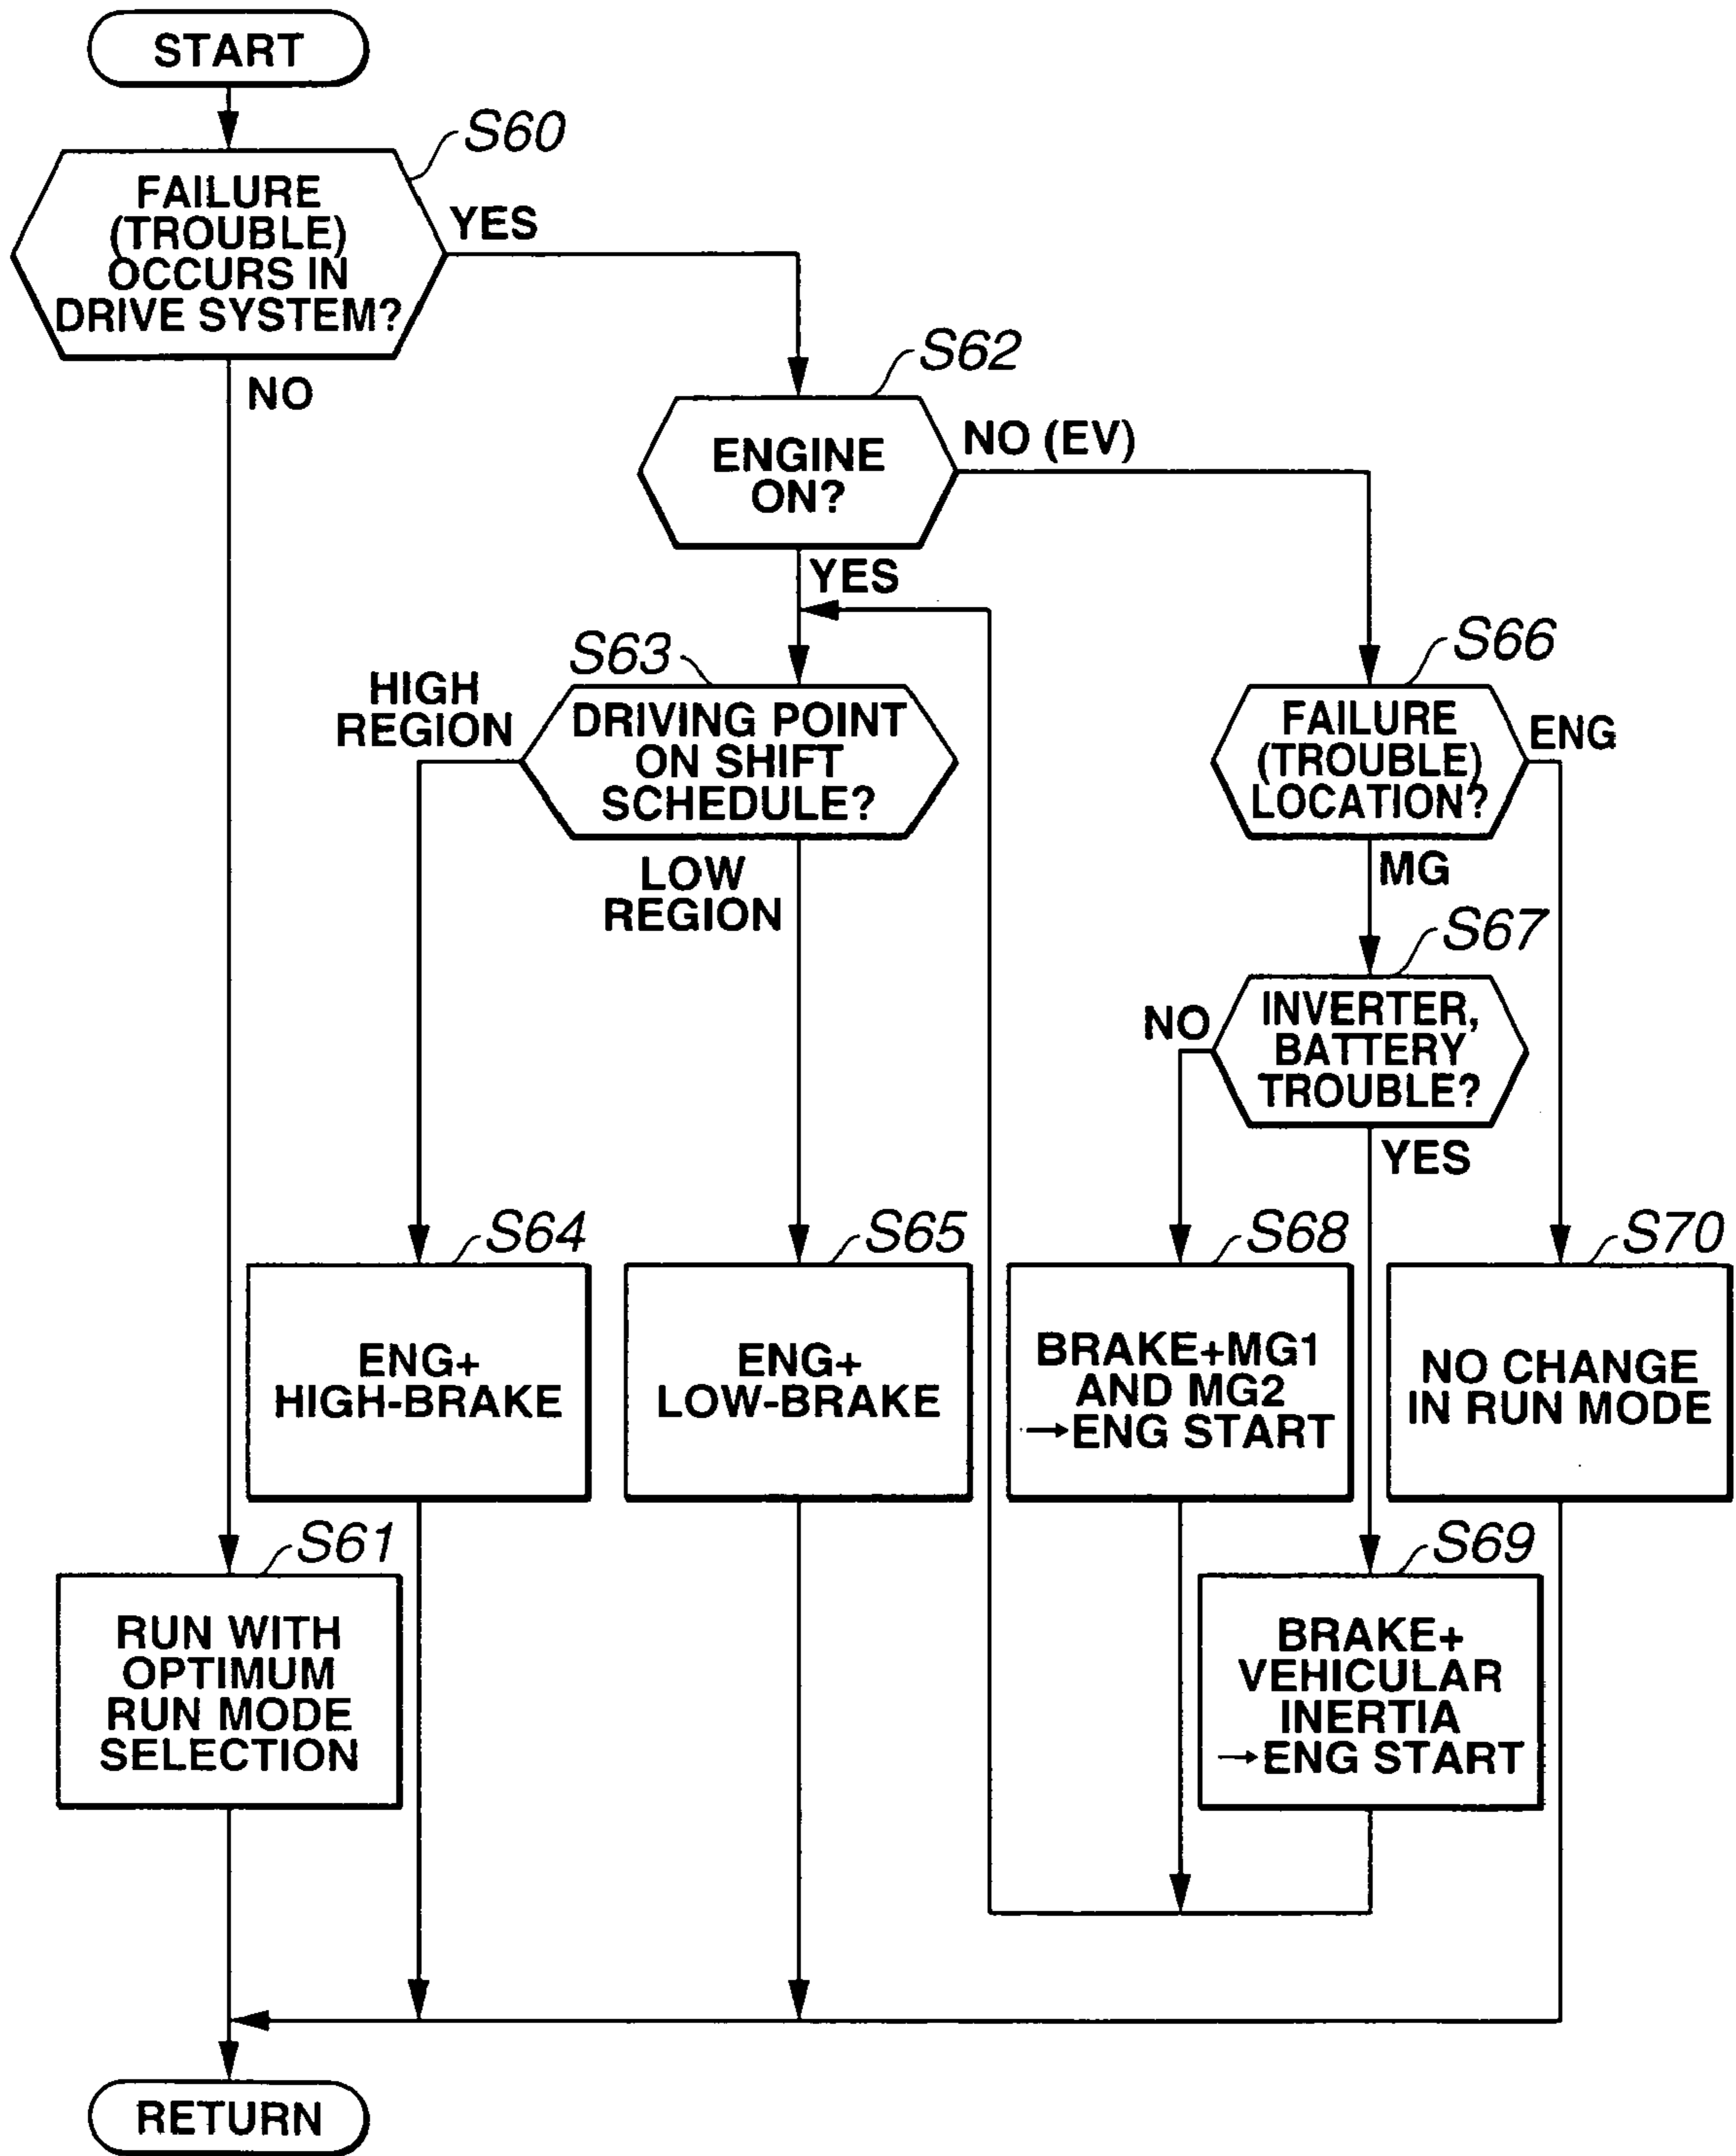 START
S60
FAILURE
(TROUBLE)
OCCURS IN
DRIVE SYSTEM?
YES
NO
S62
ENGINE
ON?
NO (EV)
YES
S63
HIGH
REGION
DRIVING POINT
ON SHIFT
SCHEDULE?
LOW
REGION
S66
FAILURE
(TROUBLE)
LOCATION?
ENG
MG
S67
NO
INVERTER,
BATTERY
TROUBLE?
YES
S64
ENG+
HIGH-BRAKE
S65
ENG+
LOW-BRAKE
S68
BRAKE+MG1
AND MG2
→ENG START
S70
NO CHANGE
IN RUN MODE
S61
RUN WITH
OPTIMUM
RUN MODE
SELECTION
S69
BRAKE+
VEHICULAR
INERTIA
→ENG START
RETURN